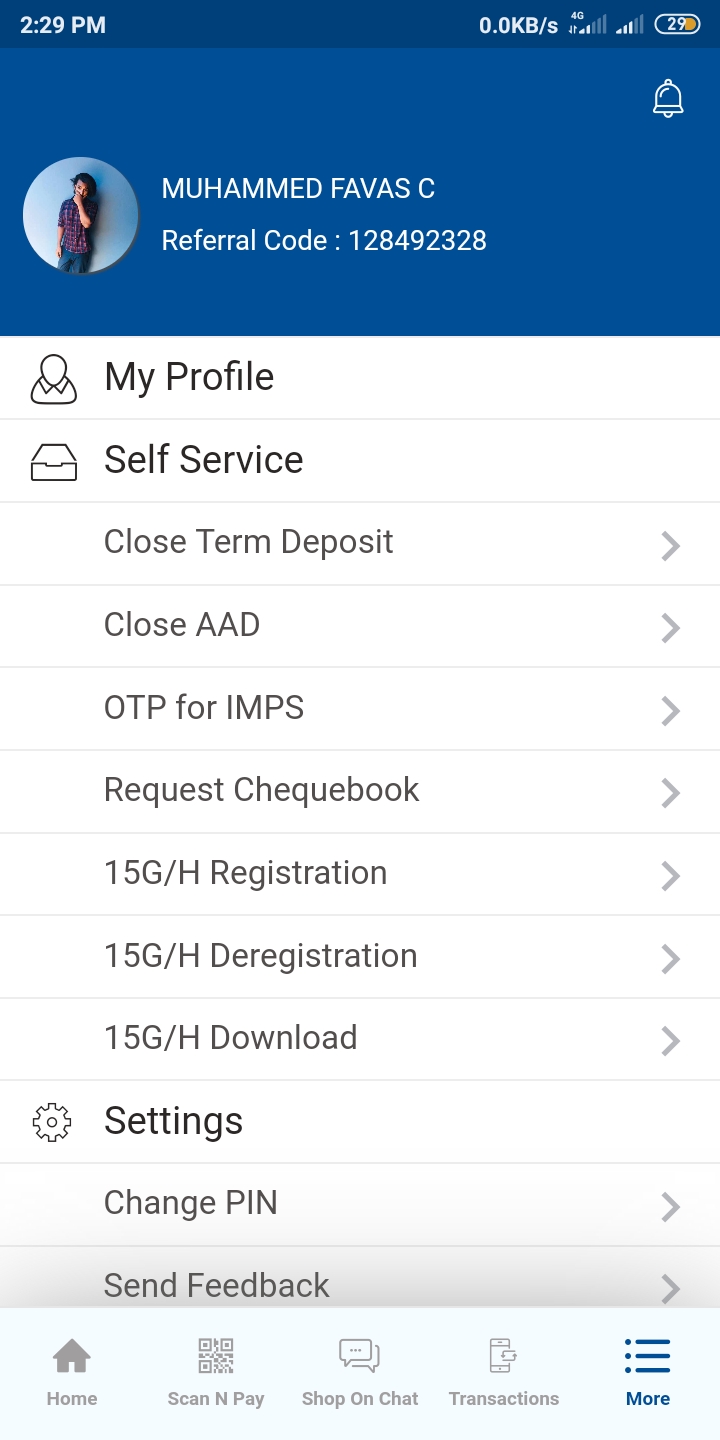 2:29 PM
0.0KB/s 4G 29
MUHAMMED FAVAS C
Referral Code : 128492328
My Profile
Self Service
Close Term Deposit
Close AAD
OTP for IMPS
Request Chequebook
15G/H Registration
15G/H Deregistration
15G/H Download
Settings
Change PIN
Send Feedback
Home
Scan N Pay
Shop On Chat
Transactions
More